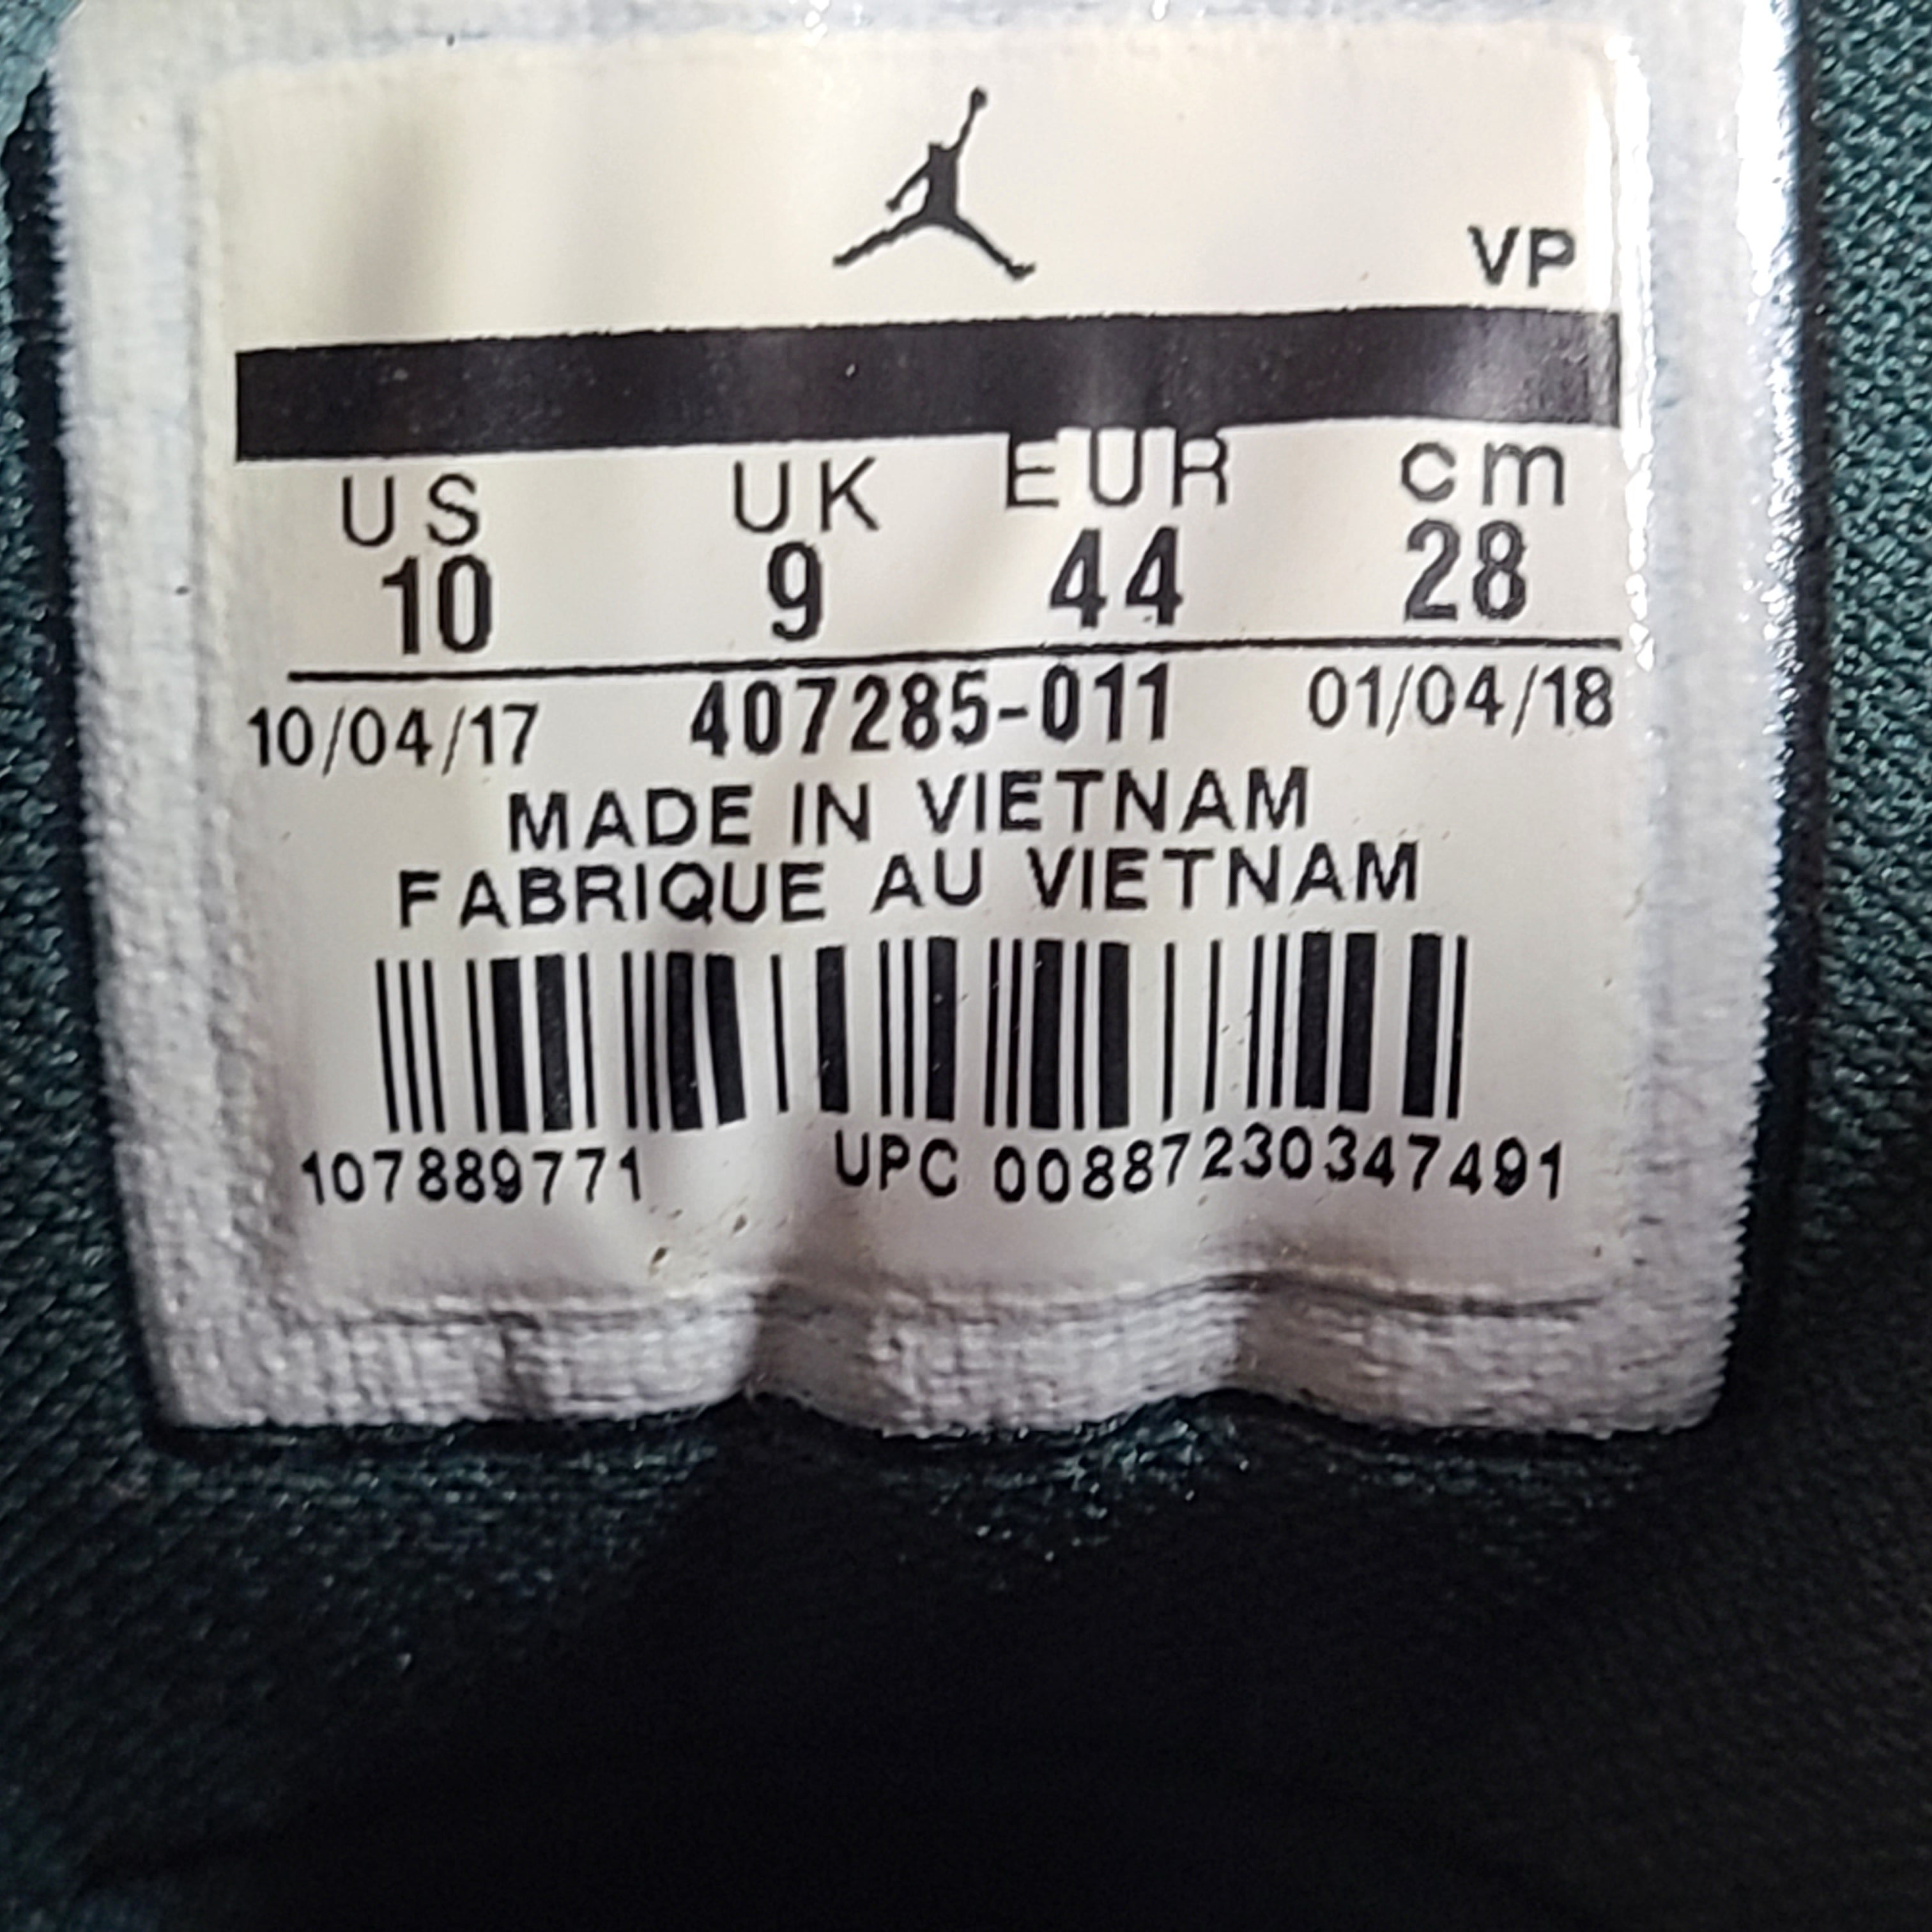 VP
US UK EUR cm
10 9 44 28
10/04/17 407285-011 01/04/18
MADE IN VIETNAM
FABRIQUE AU VIETNAM
107889771 UPC 00887230347491